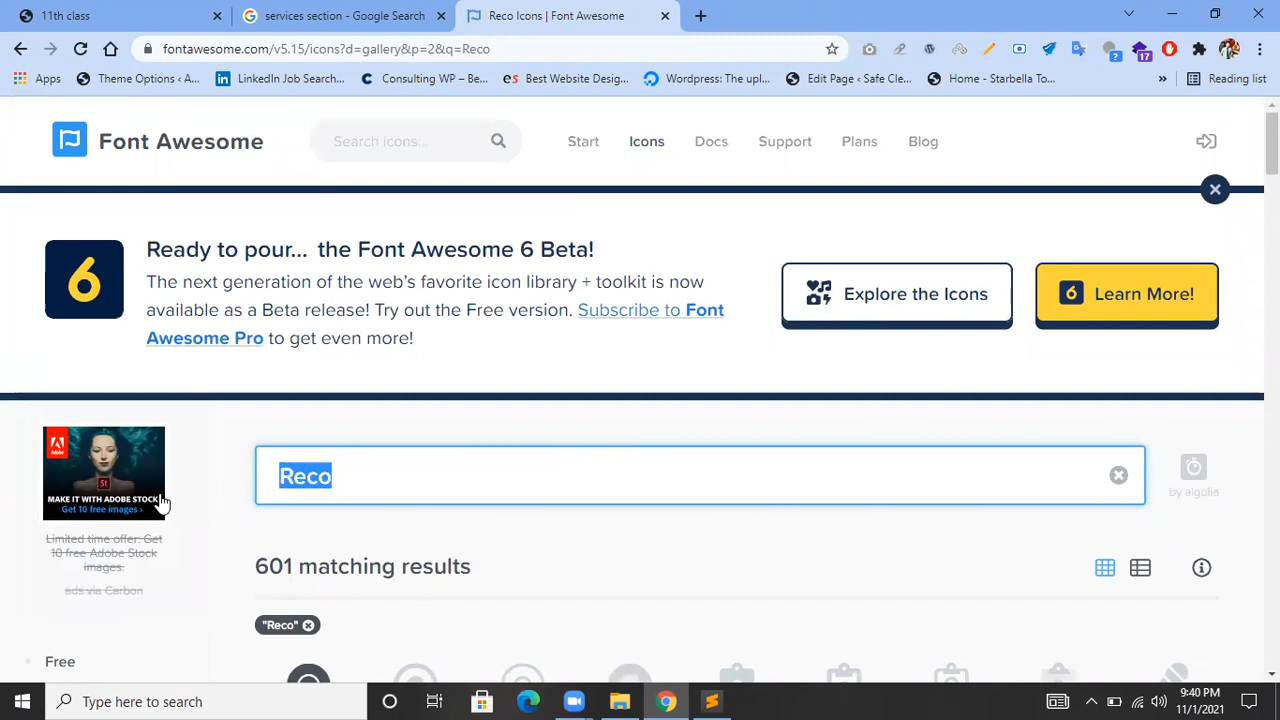 11th class
services section - Google Search
Reco Icons | Font Awesome
fontawesome.com/v5.15/icons?d=gallery&p=2&q=Reco
Apps
Theme Options ‹ A...
LinkedIn Job Search...
Consulting WP – Be...
es Best Website Desig...
Wordpress: The upl...
Edit Page ‹ Safe Cle...
Home - Starbella To...
»
Reading list
?
17
Font Awesome
Search icons...
Start
Icons
Docs
Support
Plans
Blog
6
Ready to pour... the Font Awesome 6 Beta!
The next generation of the web's favorite icon library + toolkit is now
available as a Beta release! Try out the Free version. Subscribe to Font
Awesome Pro to get even more!
Explore the Icons
6 Learn More!
Adobe
St
MAKE IT WITH ADOBE STOCK
Get 10 free images ›
Limited time offer: Get
10 free Adobe Stock
images.
ads via Carbon
Reco
by algolia
601 matching results
"Reco"
Free
Type here to search
9:40 PM
11/1/2021